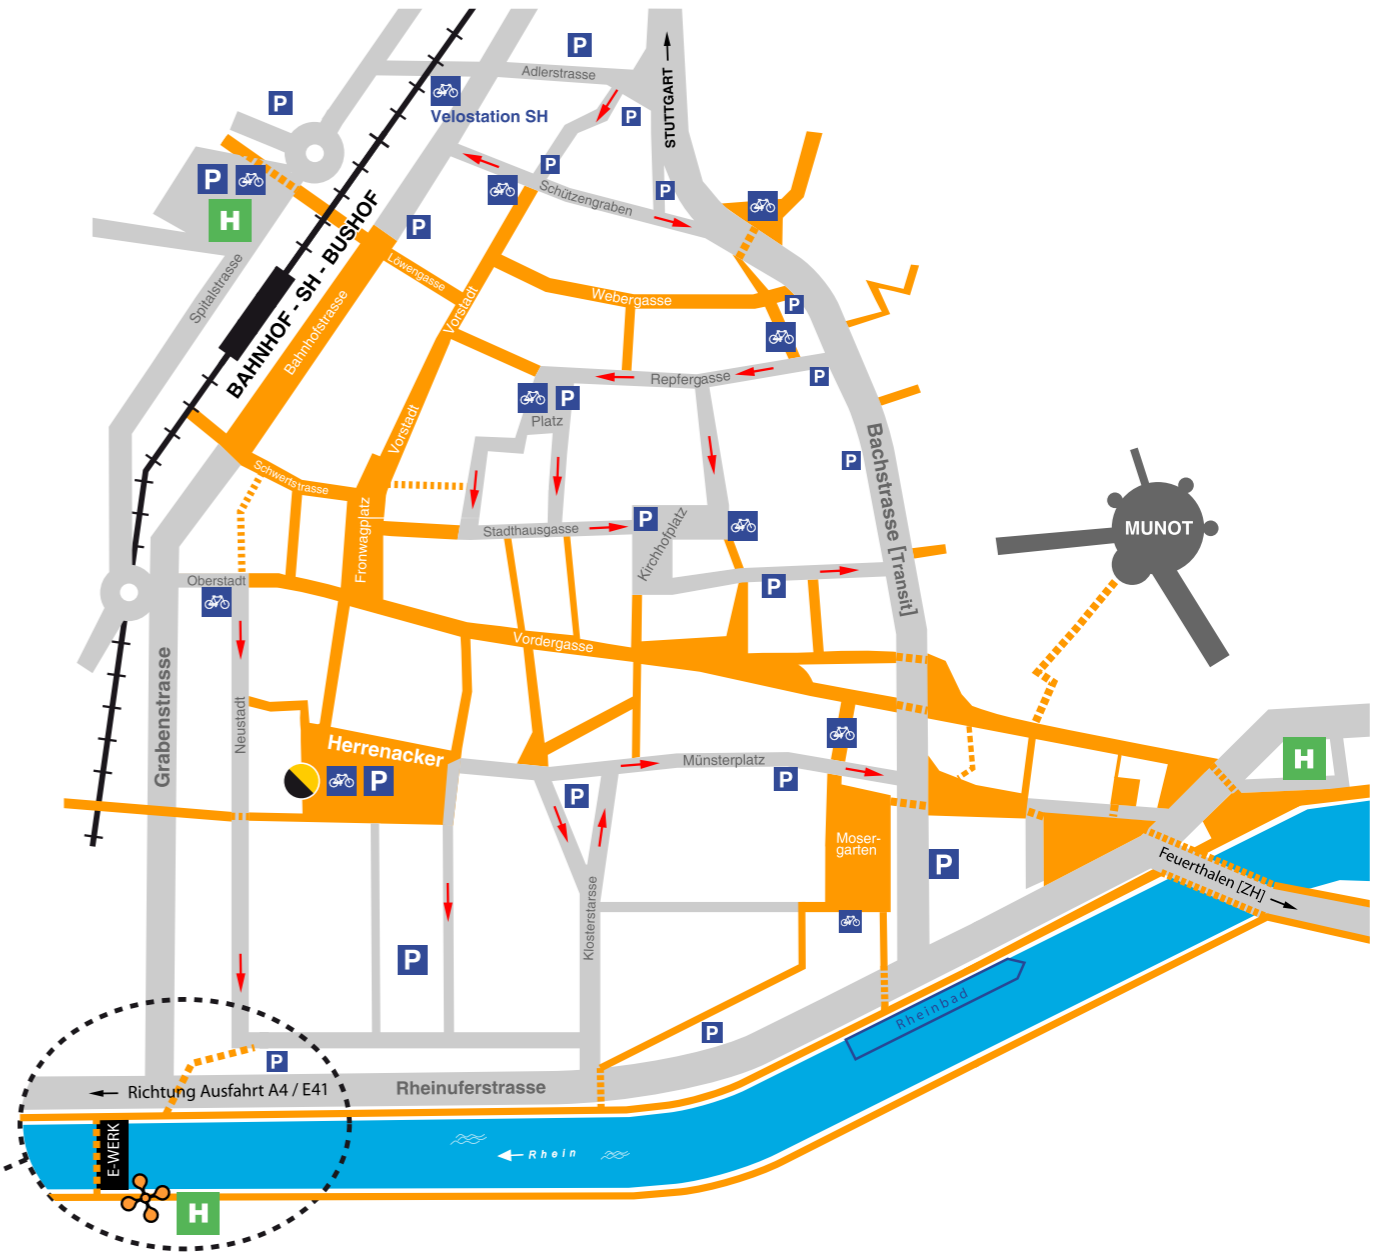 P
Adlerstrasse
STUTTGART
P
Velostation SH
P
P
P
P
H
Schützengraben
P
P
Spitalstrasse
BAHNHOF - SH - BUSHOF
Bahnhofstrasse
Löwengasse
Vorstadt
Webergasse
P
Repfergasse
P
P
Platz
Vorstadt
Bachstrasse [Transit]
P
Schwertstrasse
Fronwagplatz
Stadthausgasse
P
Kirchhofplatz
MUNOT
Oberstadt
P
Vordergasse
Grabenstrasse
Neustadt
Herrenacker
P
Münsterplatz
P
P
H
Moser-
garten
P
Feuerthalen [ZH]
Klosterstarsse
P
Rheinbad
P
P
Richtung Ausfahrt A4 / E41
Rheinuferstrasse
E-WERK
Rhein
H